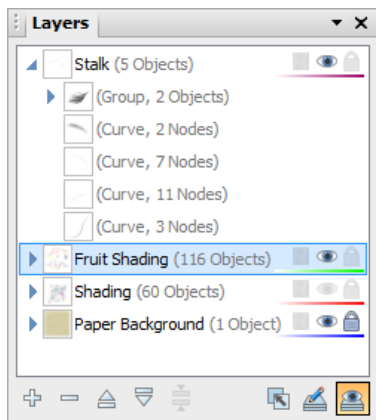 Layers
Stalk (5 Objects)
(Group, 2 Objects)
(Curve, 2 Nodes)
(Curve, 7 Nodes)
(Curve, 11 Nodes)
(Curve, 3 Nodes)
Fruit Shading (116 Objects)
Shading (60 Objects)
Paper Background (1 Object)